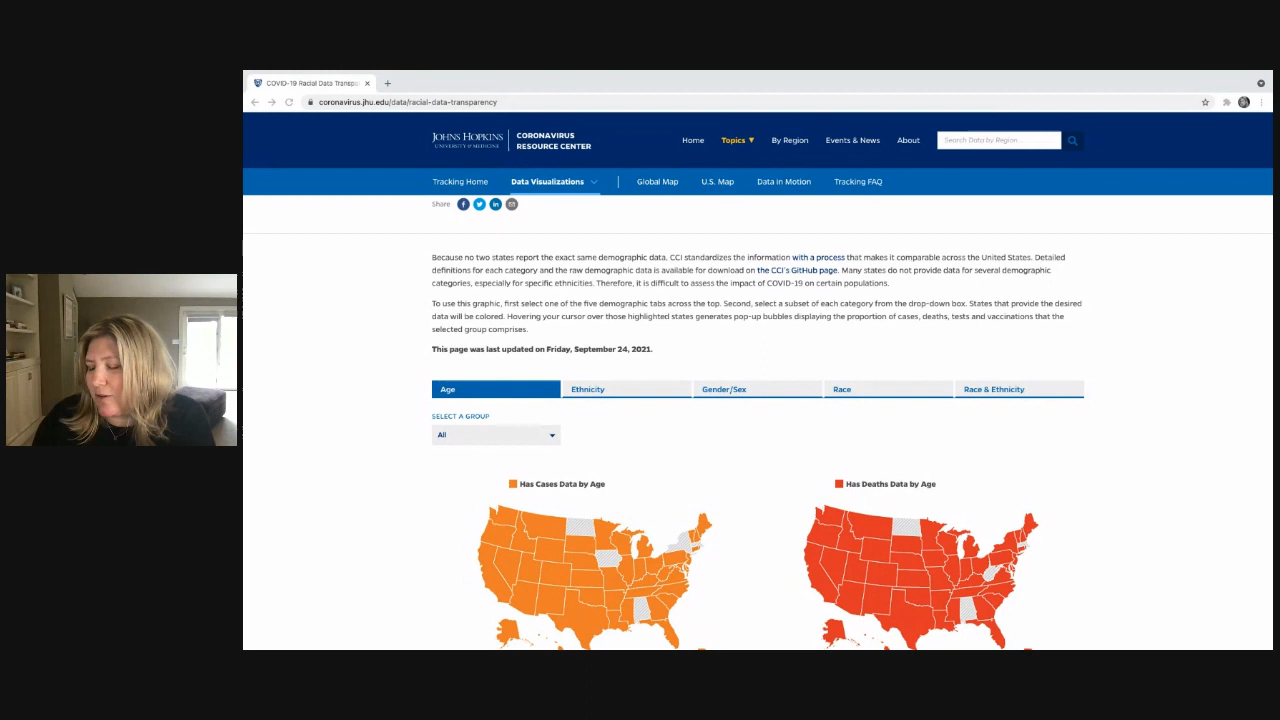 COVID-19 Racial Data Transpa
coronavirus.jhu.edu/data/racial-data-transparency
JOHNS HOPKINS
UNIVERSITY & MEDICINE
CORONAVIRUS
RESOURCE CENTER
Home
Topics ▼
By Region
Events & News
About
Search Data by Region
Tracking Home
Data Visualizations
Global Map
U.S. Map
Data in Motion
Tracking FAQ
Share
Because no two states report the exact same demographic data, CCI standardizes the information with a process that makes it comparable across the United States. Detailed
definitions for each category and the raw demographic data is available for download on the CCI's GitHub page. Many states do not provide data for several demographic
categories, especially for specific ethnicities. Therefore, it is difficult to assess the impact of COVID-19 on certain populations.
To use this graphic, first select one of the five demographic tabs across the top. Second, select a subset of each category from the drop-down box. States that provide the desired
data will be colored. Hovering your cursor over those highlighted states generates pop-up bubbles displaying the proportion of cases, deaths, tests and vaccinations that the
selected group comprises.
This page was last updated on Friday, September 24, 2021.
Age
Ethnicity
Gender/Sex
Race
Race & Ethnicity
SELECT A GROUP
All
Has Cases Data by Age
Has Deaths Data by Age